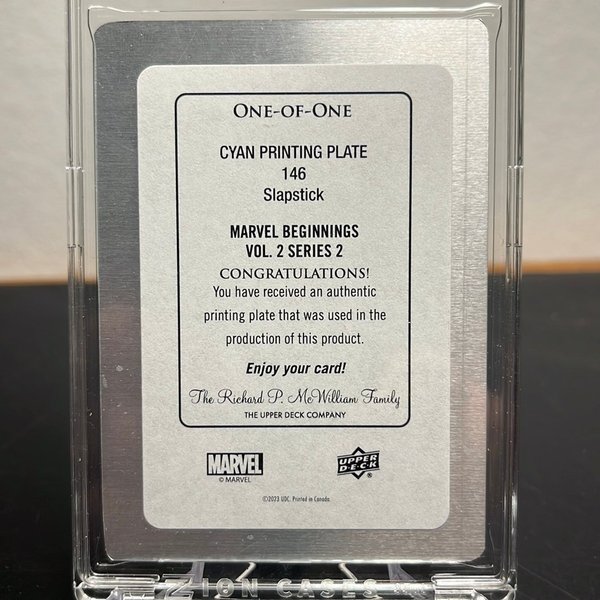 ONE-OF-ONE
CYAN PRINTING PLATE
146
Slapstick
MARVEL BEGINNINGS
VOL. 2 SERIES 2
CONGRATULATIONS!
You have received an authentic
printing plate that was used in the
production of this product.
Enjoy your card!
The Richard P. McWilliam Family
THE UPPER DECK COMPANY
MARVEL
© MARVEL
UPPER
DECK
®
©2023 UDC. Printed in Canada.
ZION CASES